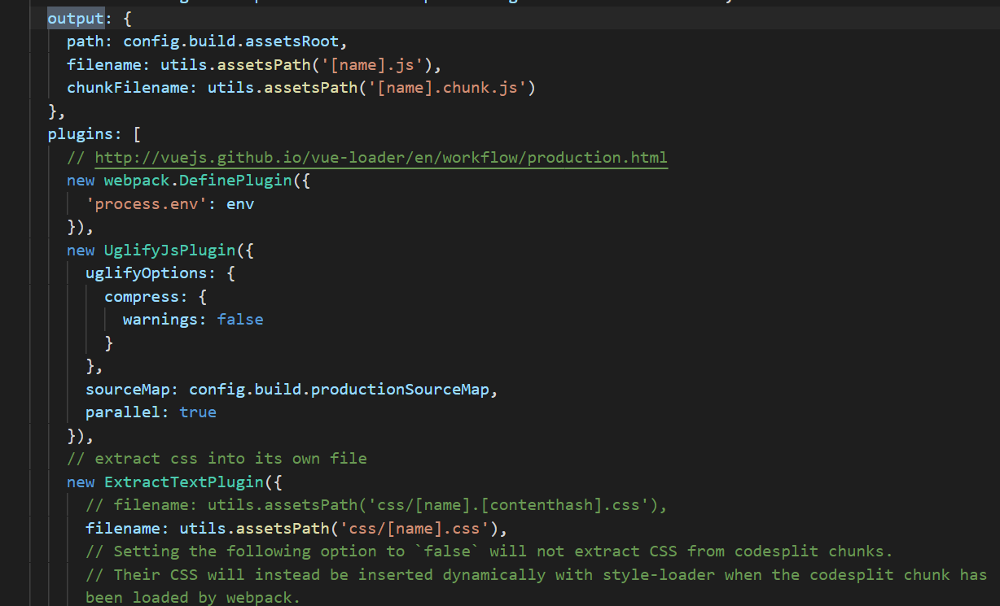 output: {
path: config.build.assetsRoot,
filename: utils.assetsPath('[name].js'),
chunkFilename: utils.assetsPath('[name].chunk.js')
},
plugins: [
// http://vuejs.github.io/vue-loader/en/workflow/production.html
new webpack.DefinePlugin({
'process.env': env
}),
new UglifyJsPlugin({
uglifyOptions: {
compress: {
warnings: false
}
},
sourceMap: config.build.productionSourceMap,
parallel: true
}),
// extract css into its own file
new ExtractTextPlugin({
// filename: utils.assetsPath('css/[name].[contenthash].css'),
filename: utils.assetsPath('css/[name].css'),
// Setting the following option to `false` will not extract CSS from codesplit chunks.
// Their CSS will instead be inserted dynamically with style-loader when the codesplit chunk has
been loaded by webpack.